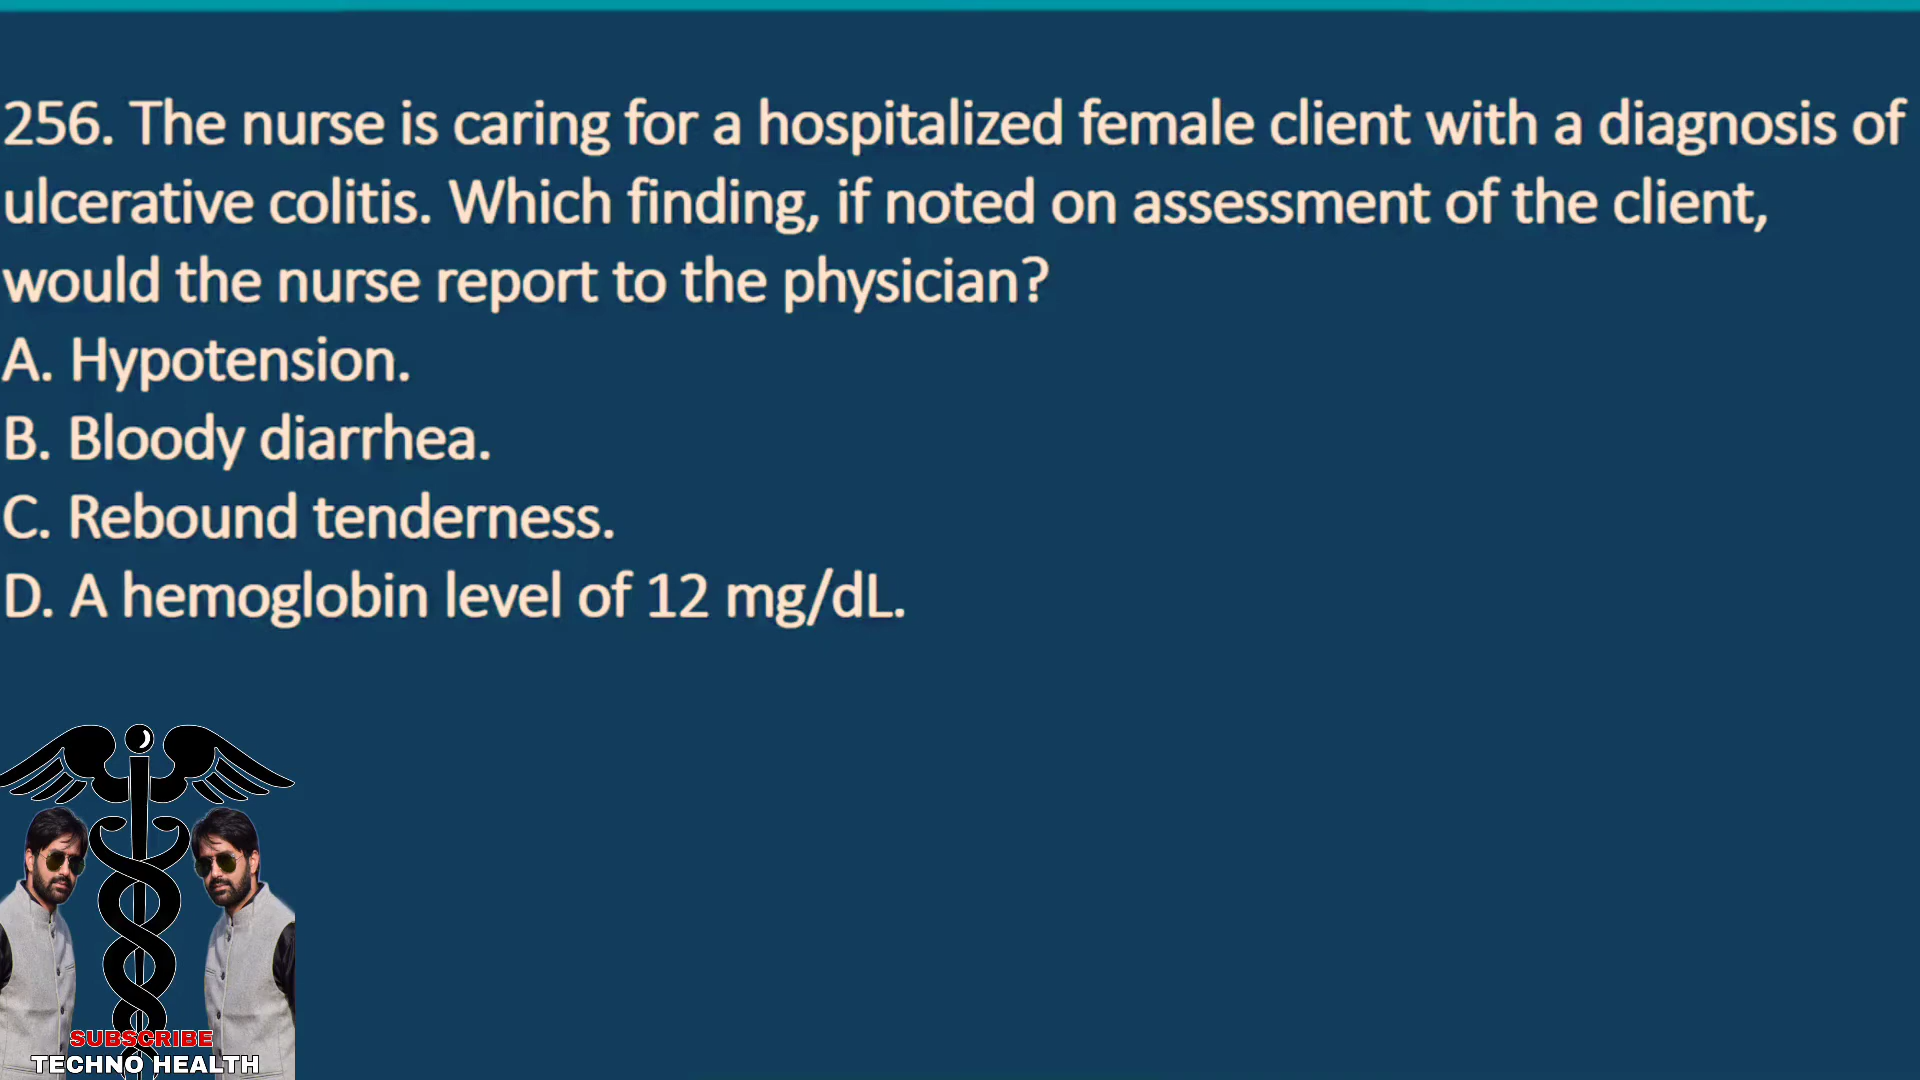 256. The nurse is caring for a hospitalized female client with a diagnosis of
ulcerative colitis. Which finding, if noted on assessment of the client,
would the nurse report to the physician?
A. Hypotension.
B. Bloody diarrhea.
C. Rebound tenderness.
D. A hemoglobin level of 12 mg/dL.
SUBSCRIBE
TECHNO HEALTH